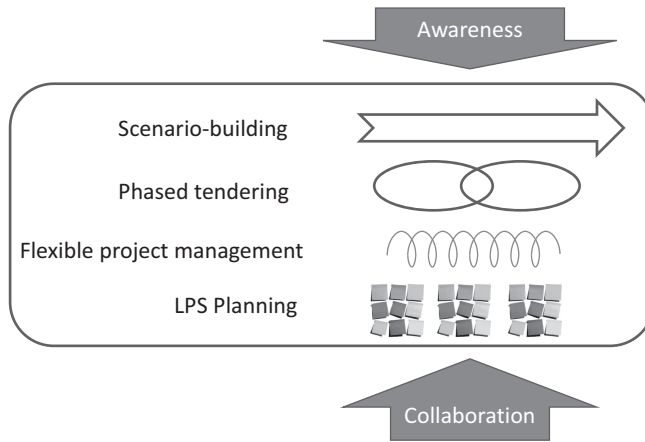 Awareness
Scenario-building
Phased tendering
Flexible project management
LPS Planning
Collaboration